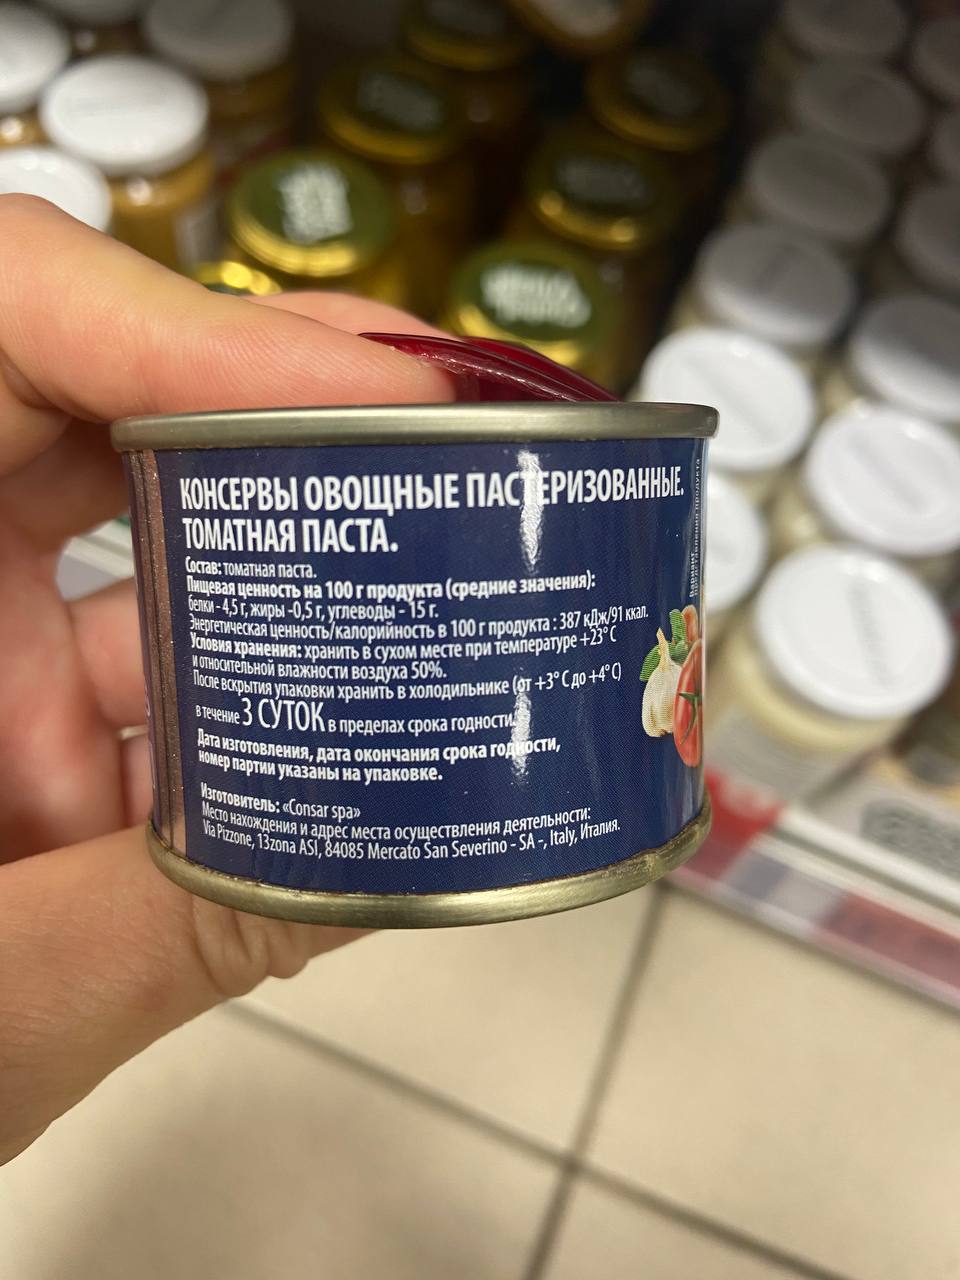 КОНСЕРВЫ ОВОЩНЫЕ ПАСТЕРИЗОВАННЫЕ.
ТОМАТНАЯ ПАСТА.
Состав: томатная паста.
Пищевая ценность на 100 г продукта (средние значения):
белки - 4,5 г, жиры -0,5 г, углеводы - 15 г.
Энергетическая ценность/калорийность в 100 г продукта : 387 кДж/91 ккал.
Условия хранения: хранить в сухом месте при температуре +23° С
и относительной влажности воздуха 50%.
После вскрытия упаковки хранить в холодильнике (от +3° С до +4° С)
в течение 3 СУТОК в пределах срока годности.
Дата изготовления, дата окончания срока годности,
номер партии указаны на упаковке.
Изготовитель: «Consar spa»
Место нахождения и адрес места осуществления деятельности:
Via Pizzone, 13zona ASI, 84085 Mercato San Severino - SA -, Italy, Италия.
Вариант
представления продукта